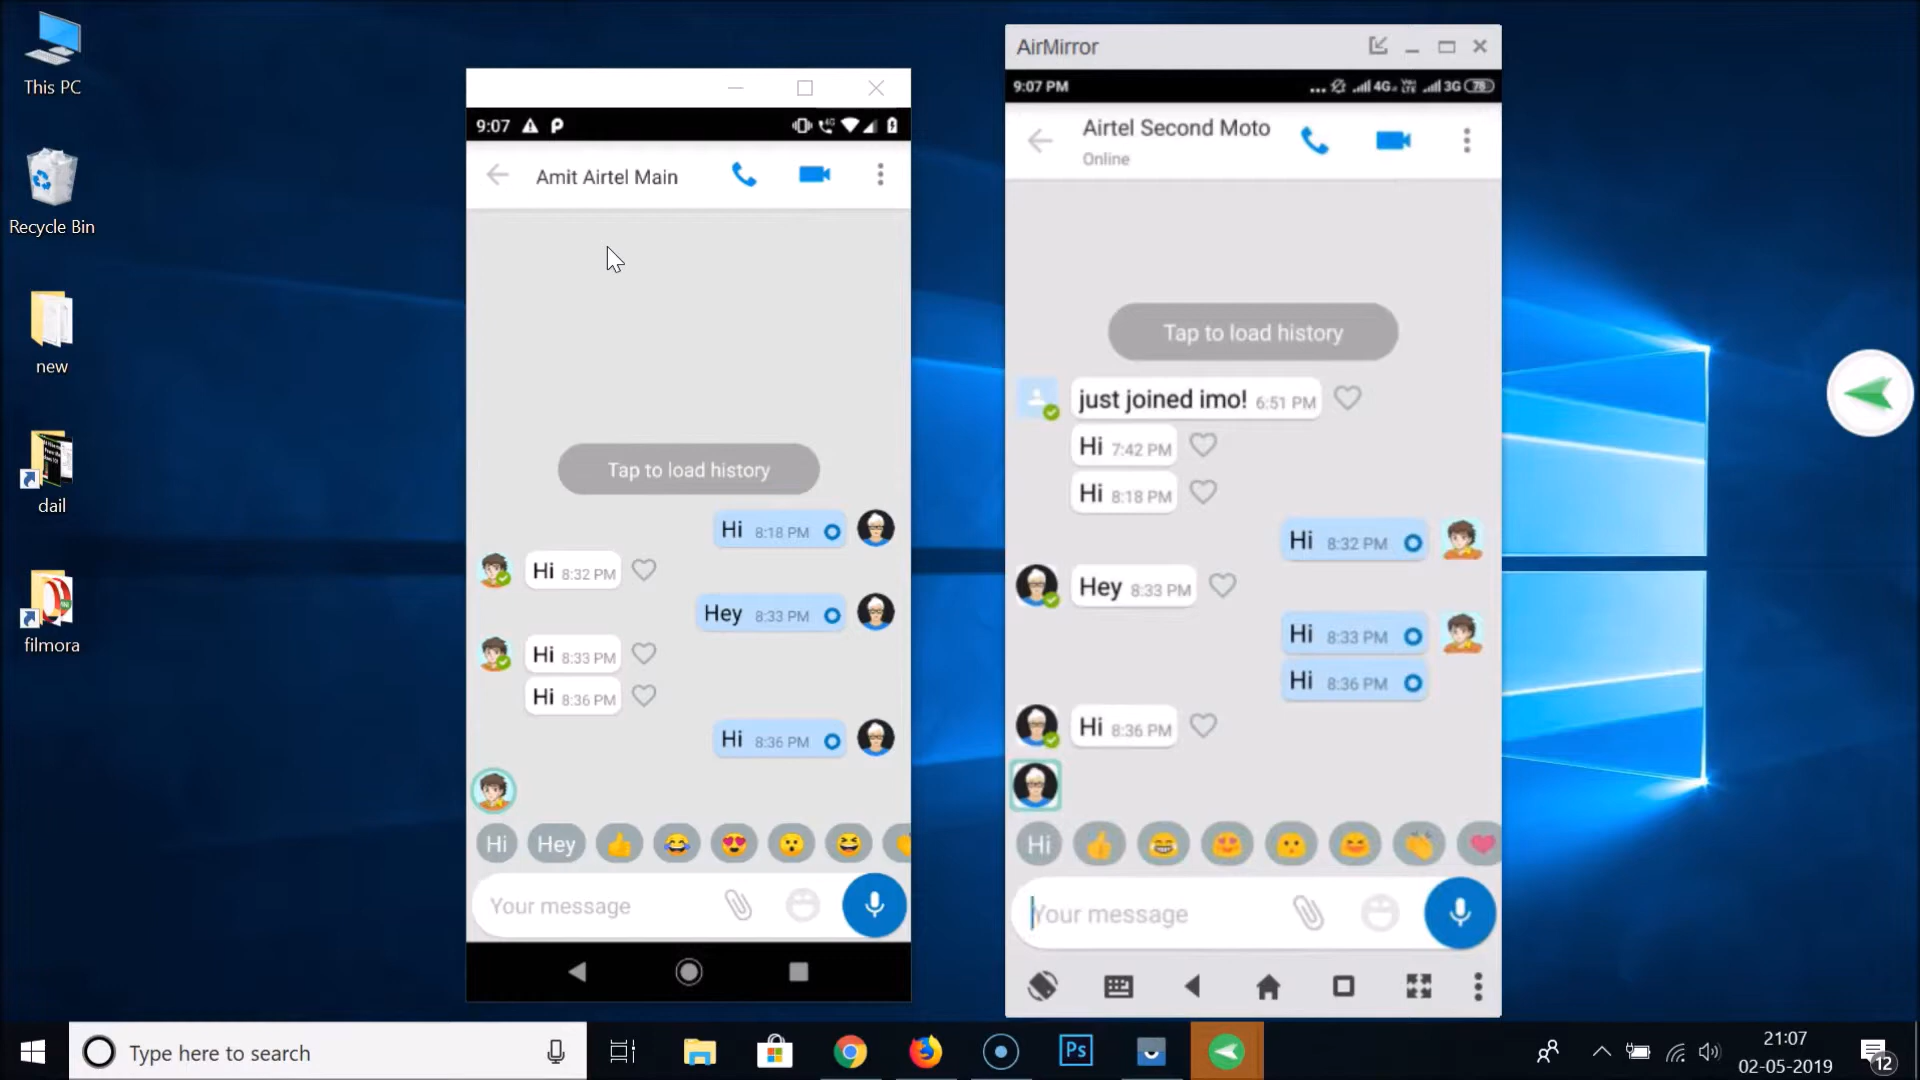 This PC
Recycle Bin
new
dail
filmora
9:07
Amit Airtel Main
Tap to load history
Hi 8:18 PM
Hi 8:32 PM
Hey 8:33 PM
Hi 8:33 PM
Hi 8:36 PM
Hi 8:36 PM
Hi Hey
Your message
AirMirror
9:07 PM
4G 3G 76
Airtel Second Moto
Online
Tap to load history
just joined imo! 6:51 PM
Hi 7:42 PM
Hi 8:18 PM
Hi 8:32 PM
Hey 8:33 PM
Hi 8:33 PM
Hi 8:36 PM
Hi 8:36 PM
Hi
Your message
Type here to search
Ps
21:07
02-05-2019
12